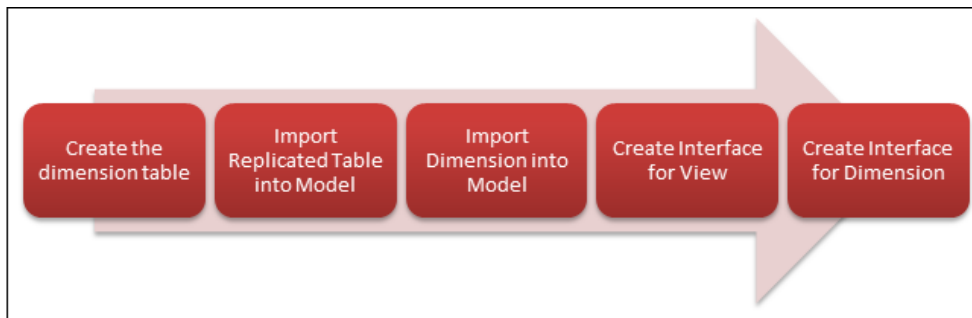 Create the
dimension table
Import
Replicated Table
into Model
Import
Dimension into
Model
Create Interface
for View
Create Interface
for Dimension